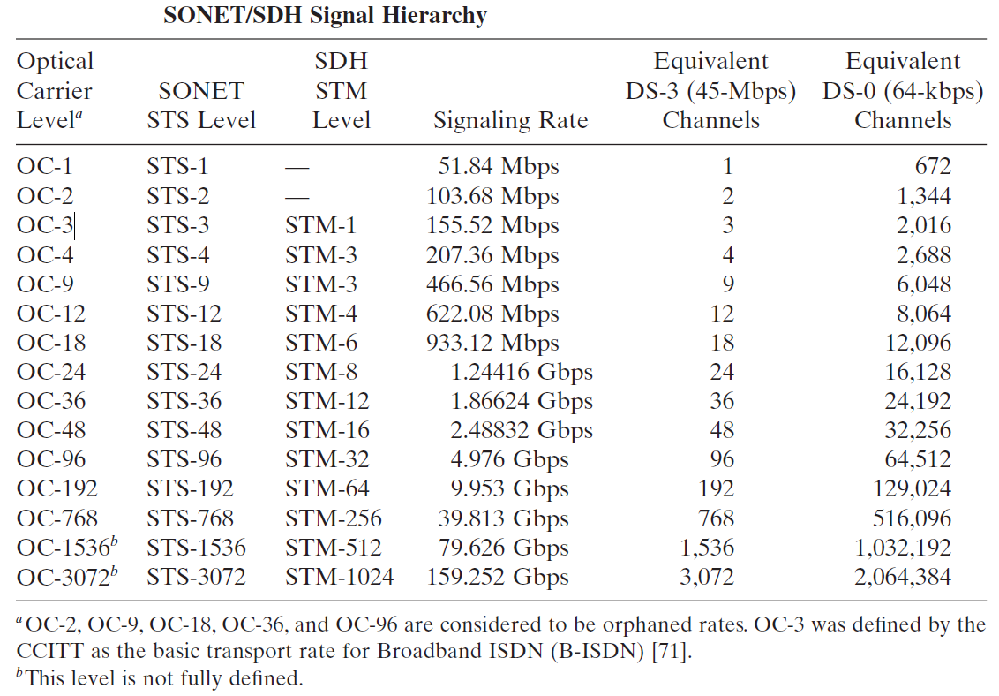 SONET/SDH Signal Hierarchy
Optical Carrier Level^a | SONET STS Level | SDH STM Level | Signaling Rate | Equivalent DS-3 (45-Mbps) Channels | Equivalent DS-0 (64-kbps) Channels
OC-1 STS-1 — 51.84 Mbps 1 672
OC-2 STS-2 — 103.68 Mbps 2 1,344
OC-3 STS-3 STM-1 155.52 Mbps 3 2,016
OC-4 STS-4 STM-3 207.36 Mbps 4 2,688
OC-9 STS-9 STM-3 466.56 Mbps 9 6,048
OC-12 STS-12 STM-4 622.08 Mbps 12 8,064
OC-18 STS-18 STM-6 933.12 Mbps 18 12,096
OC-24 STS-24 STM-8 1.24416 Gbps 24 16,128
OC-36 STS-36 STM-12 1.86624 Gbps 36 24,192
OC-48 STS-48 STM-16 2.48832 Gbps 48 32,256
OC-96 STS-96 STM-32 4.976 Gbps 96 64,512
OC-192 STS-192 STM-64 9.953 Gbps 192 129,024
OC-768 STS-768 STM-256 39.813 Gbps 768 516,096
OC-1536^b STS-1536 STM-512 79.626 Gbps 1,536 1,032,192
OC-3072^b STS-3072 STM-1024 159.252 Gbps 3,072 2,064,384
^a OC-2, OC-9, OC-18, OC-36, and OC-96 are considered to be orphaned rates. OC-3 was defined by the
CCITT as the basic transport rate for Broadband ISDN (B-ISDN) [71].
^b This level is not fully defined.